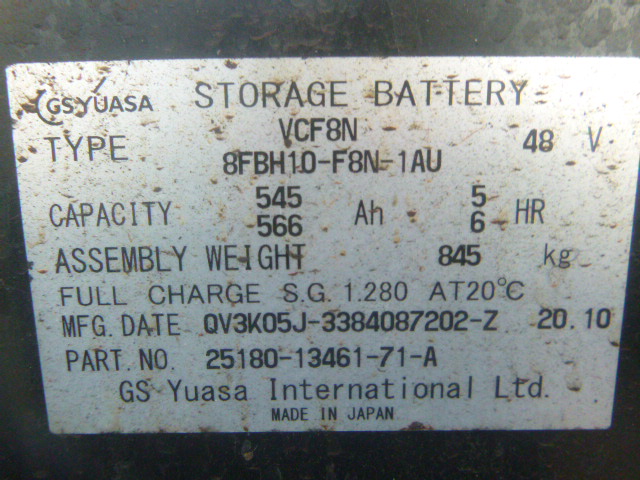 GS YUASA STORAGE BATTERY
TYPE VCF8N 48 V
8FBH10-F8N-1AU
CAPACITY 545 Ah 5 HR
566 6
ASSEMBLY WEIGHT 845 kg
FULL CHARGE S.G. 1.280 AT20°C
MFG. DATE QV3K05J-3384087202-Z 20.10
PART.NO. 25180-13461-71-A
GS Yuasa International Ltd.
MADE IN JAPAN